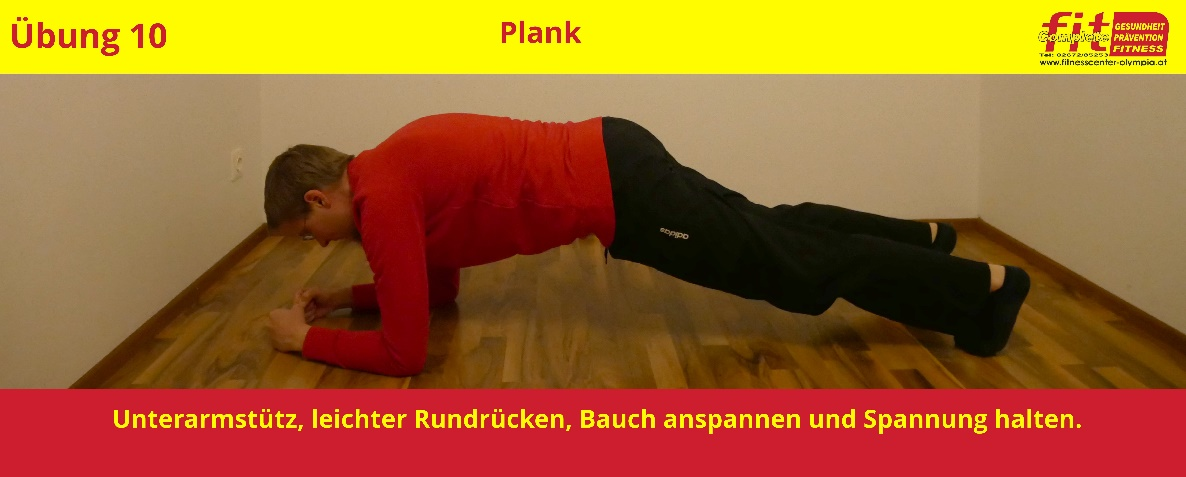 Übung 10
Plank
fit
Complete
GESUNDHEIT
PRÄVENTION
FITNESS
www.fitnesscenter-olympia.at
adidas
Unterarmstütz, leichter Rundrücken, Bauch anspannen und Spannung halten.